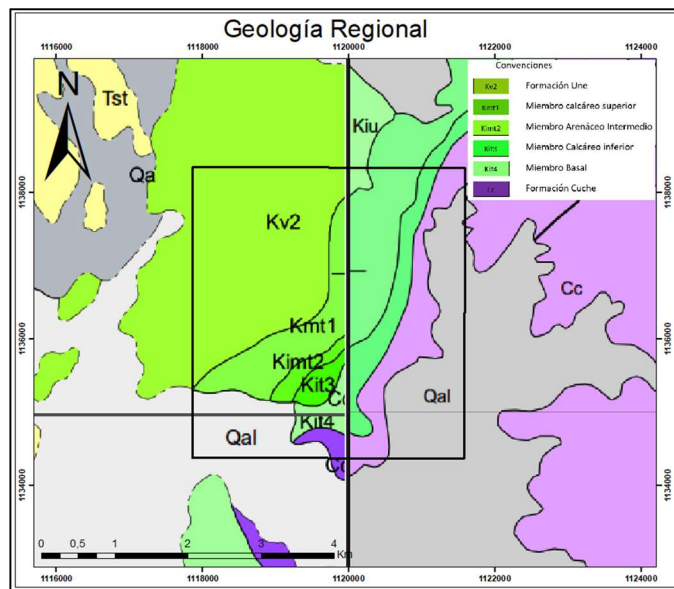 Geología Regional
1116000
1118000
1120000
1122000
1124000
Convenciones
Kv2 Formación Une
Kmt1 Miembro calcáreo superior
Kimt2 Miembro Arenáceo Intermedio
Kit3 Miembro Calcáreo inferior
Kit4 Miembro Basal
Cc Formación Cuche
N
Tst
Qa
Kiu
1138000
1138000
Kv2
Cc
Kmt1
1136000
1136000
Kimt2
Kit3
Qal
Kit4
Qal
1134000
1134000
0 0,5 1 2 3 4
Km
1116000
1118000
1120000
1122000
1124000